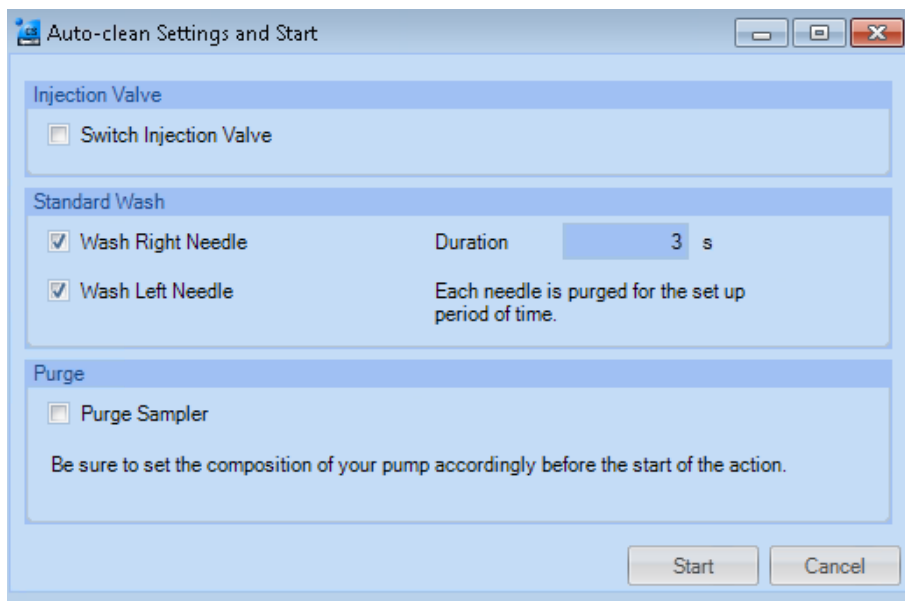 Auto-clean Settings and Start
Injection Valve
Switch Injection Valve
Standard Wash
Wash Right Needle Duration 3 s
Wash Left Needle Each needle is purged for the set up
period of time.
Purge
Purge Sampler
Be sure to set the composition of your pump accordingly before the start of the action.
Start Cancel